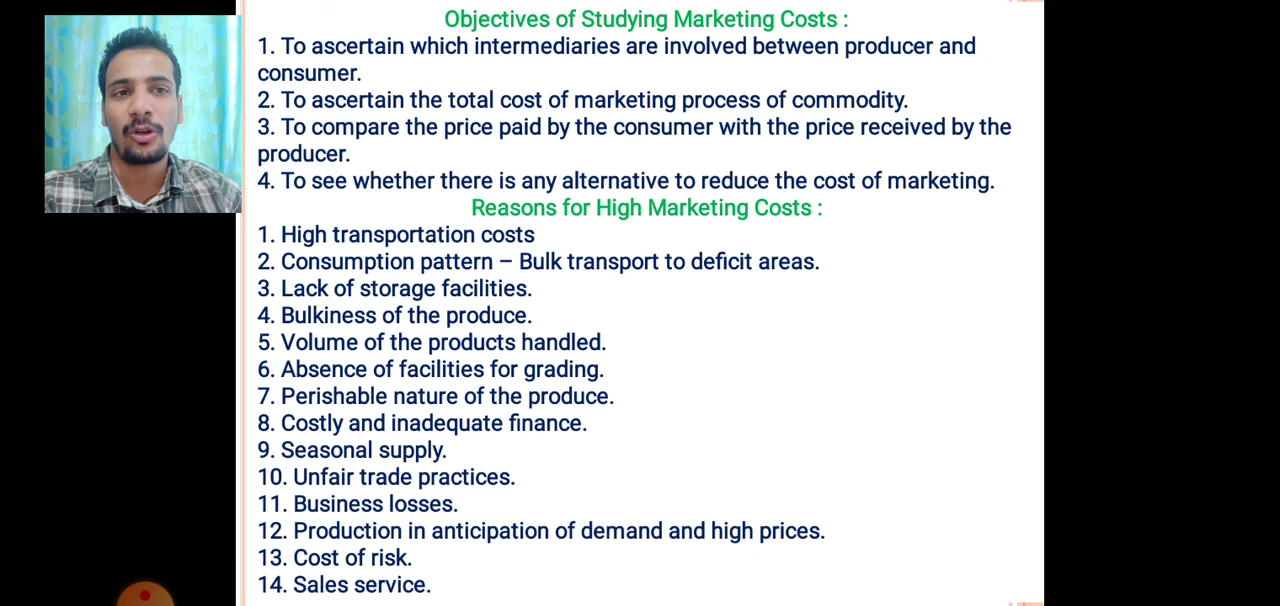 Objectives of Studying Marketing Costs :
1. To ascertain which intermediaries are involved between producer and
consumer.
2. To ascertain the total cost of marketing process of commodity.
3. To compare the price paid by the consumer with the price received by the
producer.
4. To see whether there is any alternative to reduce the cost of marketing.
Reasons for High Marketing Costs :
1. High transportation costs
2. Consumption pattern – Bulk transport to deficit areas.
3. Lack of storage facilities.
4. Bulkiness of the produce.
5. Volume of the products handled.
6. Absence of facilities for grading.
7. Perishable nature of the produce.
8. Costly and inadequate finance.
9. Seasonal supply.
10. Unfair trade practices.
11. Business losses.
12. Production in anticipation of demand and high prices.
13. Cost of risk.
14. Sales service.